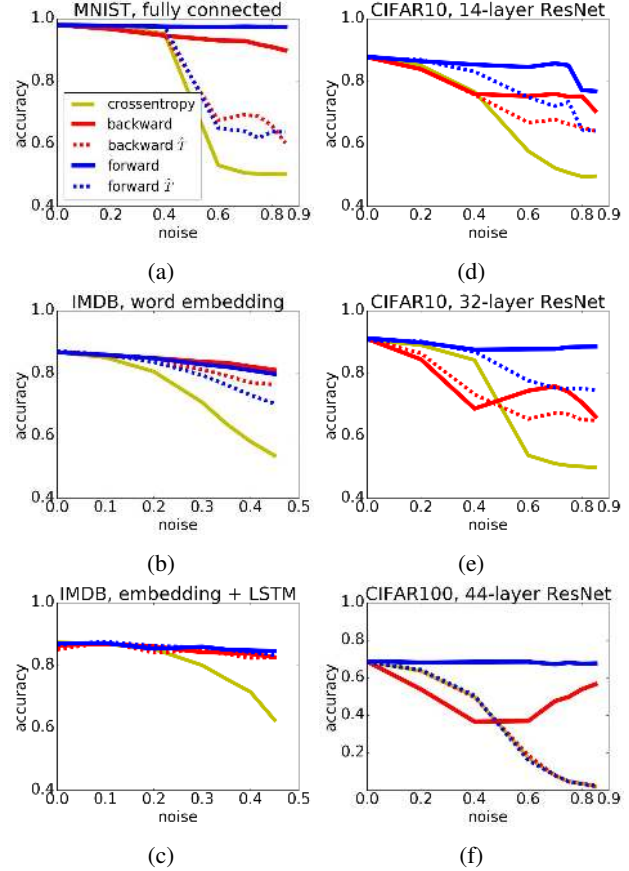 MNIST, fully connected
accuracy
1.0
0.8
0.6
0.4
crossentropy
backward
backward T̂
forward
forward T̂
0.0 0.2 0.4 0.6 0.8 0.9
noise
(a)
CIFAR10, 14-layer ResNet
accuracy
1.0
0.8
0.6
0.4
0.0 0.2 0.4 0.6 0.8 0.9
noise
(d)
IMDB, word embedding
accuracy
1.0
0.8
0.6
0.4
0.0 0.1 0.2 0.3 0.4 0.5
noise
(b)
CIFAR10, 32-layer ResNet
accuracy
1.0
0.8
0.6
0.4
0.0 0.2 0.4 0.6 0.8 0.9
noise
(e)
IMDB, embedding + LSTM
accuracy
1.0
0.8
0.6
0.4
0.0 0.1 0.2 0.3 0.4 0.5
noise
(c)
CIFAR100, 44-layer ResNet
accuracy
1.0
0.8
0.6
0.4
0.2
0.0 0.2 0.4 0.6 0.8 0.9
noise
(f)